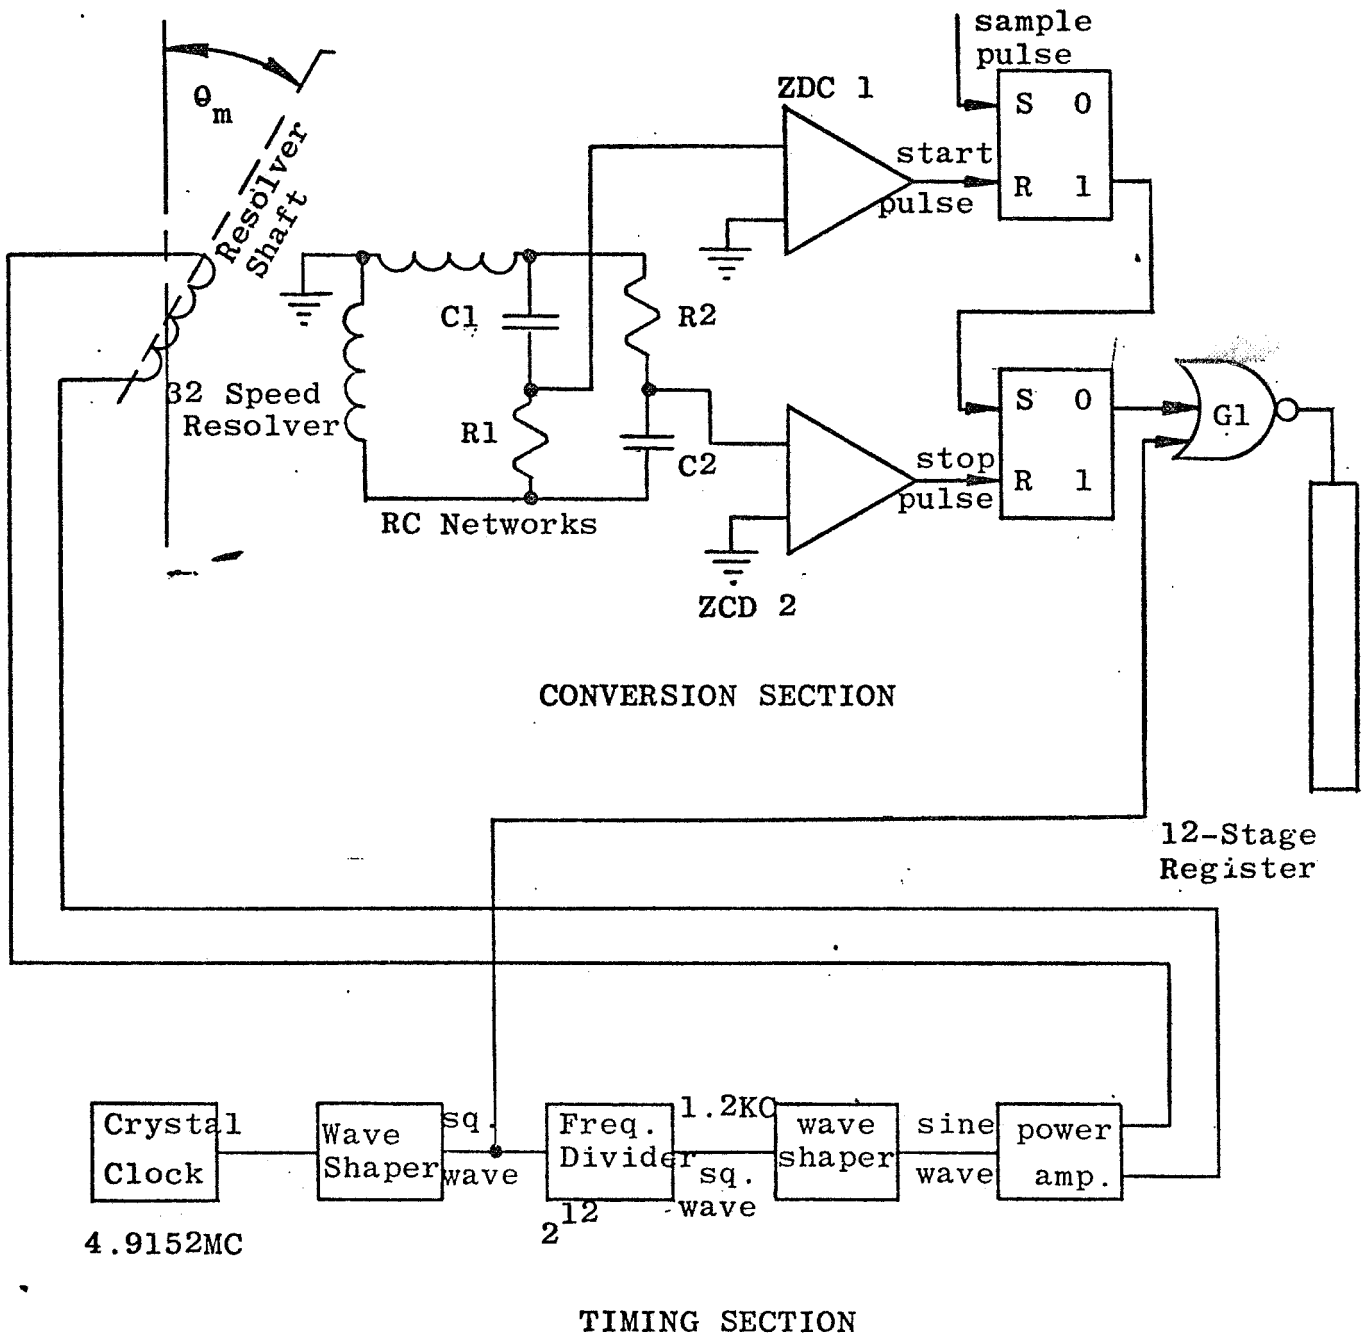 sample
pulse
ZDC 1
θm
S 0
start
R 1
pulse
Resolver
Shaft
C1
R2
32 Speed
Resolver
R1
C2
S 0
G1
stop
R 1
pulse
RC Networks
ZCD 2
CONVERSION SECTION
12-Stage
Register
Crystal
Clock
4.9152MC
Wave
Shaper
sq.
wave
Freq.
Divider
2^12
1.2KC
sq.
wave
wave
shaper
sine
wave
power
amp.
TIMING SECTION